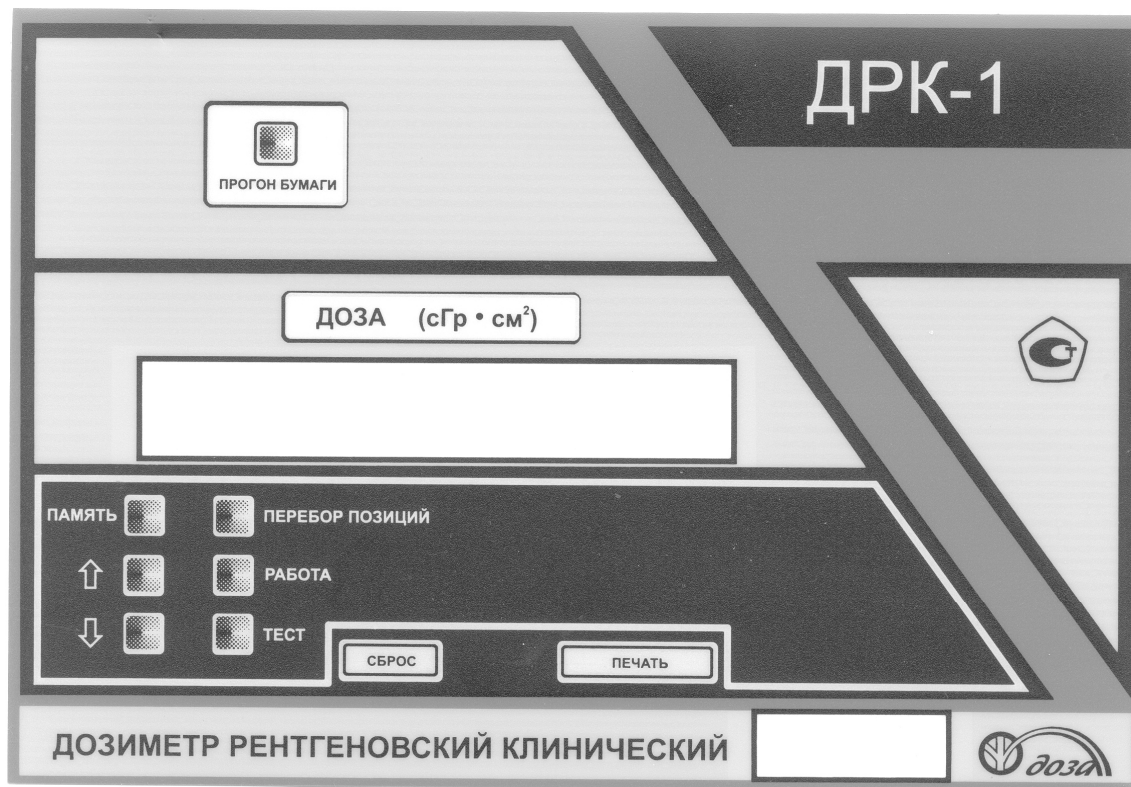 ДРК-1
ПРОГОН БУМАГИ
ДОЗА (сГр • см²)
ПАМЯТЬ ПЕРЕБОР ПОЗИЦИЙ
РАБОТА
ТЕСТ
СБРОС ПЕЧАТЬ
ДОЗИМЕТР РЕНТГЕНОВСКИЙ КЛИНИЧЕСКИЙ
доза